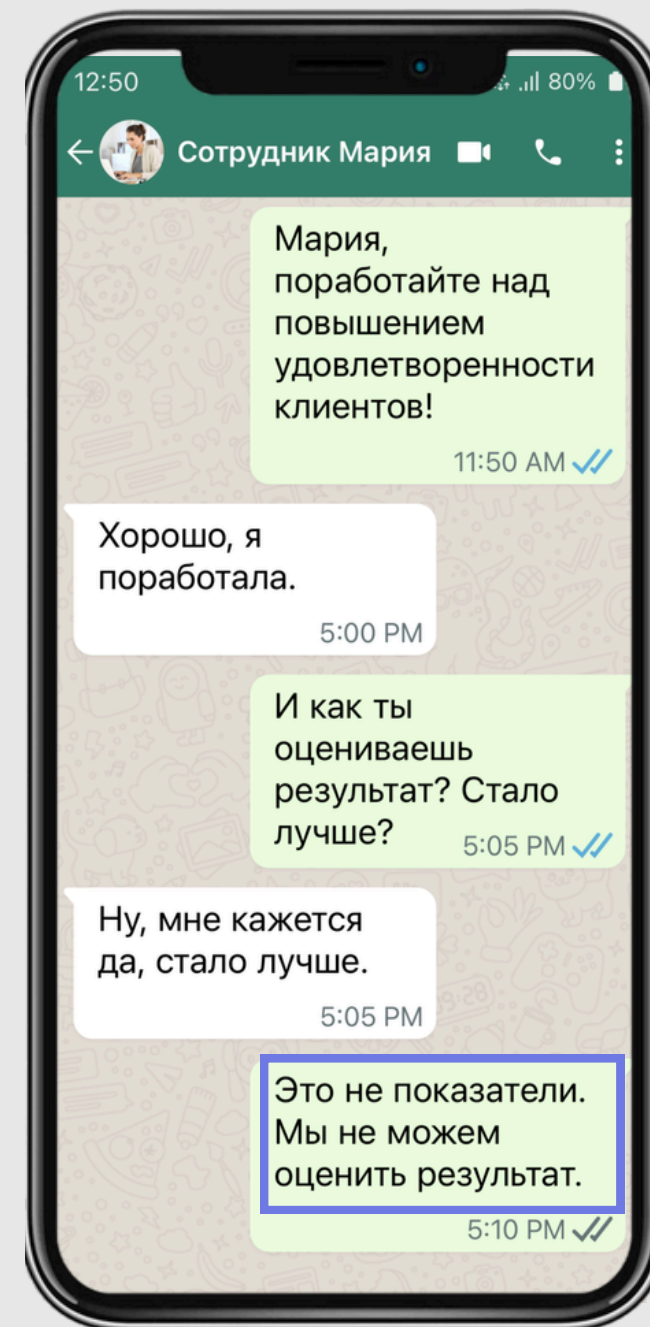 12:50
80%
Сотрудник Мария
Мария,
поработайте над
повышением
удовлетворенности
клиентов!
11:50 AM
Хорошо, я
поработала.
5:00 PM
И как ты
оцениваешь
результат? Стало
лучше?
5:05 PM
Ну, мне кажется
да, стало лучше.
5:05 PM
Это не показатели.
Мы не можем
оценить результат.
5:10 PM